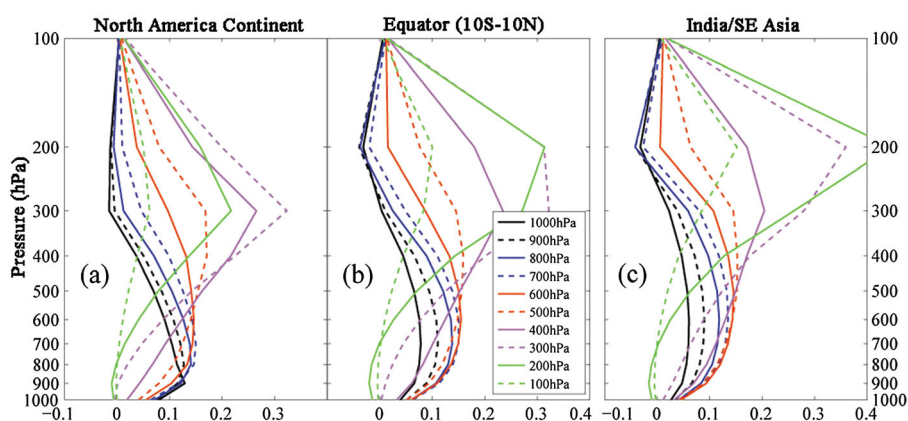 North America Continent
Equator (10S-10N)
India/SE Asia
Pressure (hPa)
100
200
300
400
500
600
700
800
900
1000
-0.1
0
0.1
0.2
0.3
(a)
-0.1
0
0.1
0.2
0.3
0.4
(b)
1000hPa
900hPa
800hPa
700hPa
600hPa
500hPa
400hPa
300hPa
200hPa
100hPa
0
0.1
0.2
0.3
0.4
(c)
100
200
300
400
500
600
700
800
900
1000